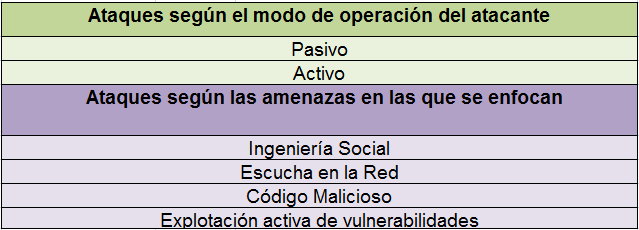 Ataques según el modo de operación del atacante
Pasivo
Activo
Ataques según las amenazas en las que se enfocan
Ingeniería Social
Escucha en la Red
Código Malicioso
Explotación activa de vulnerabilidades